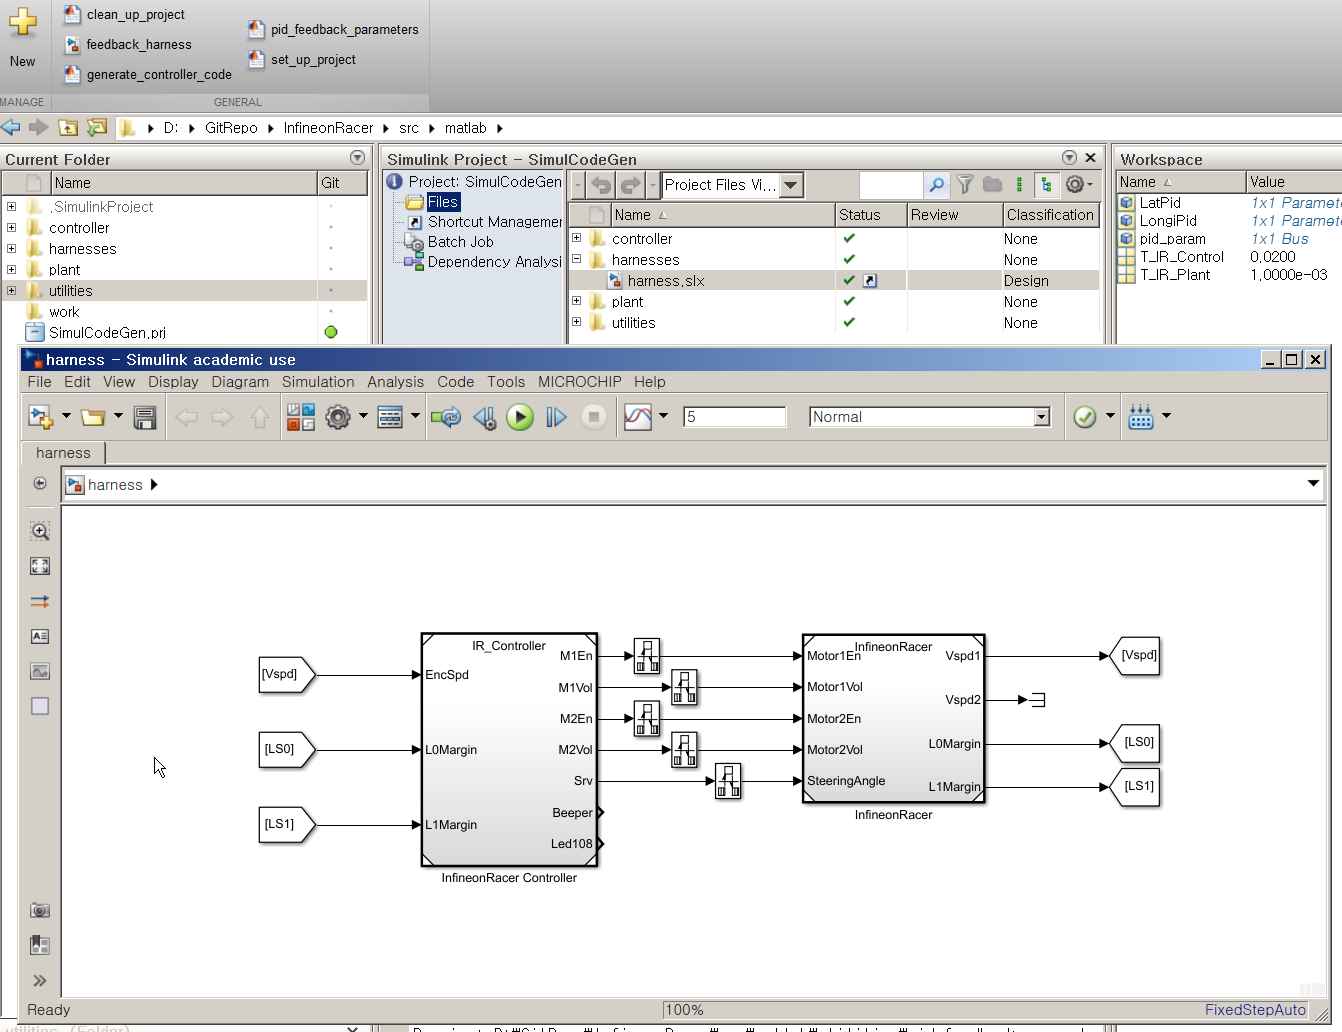 clean_up_project
feedback_harness
generate_controller_code
pid_feedback_parameters
set_up_project
New
MANAGE
GENERAL
D: GitRepo InfineonRacer src matlab
Current Folder
Name Git
.SimulinkProject
controller
harnesses
plant
utilities
work
SimulCodeGen.prj
Simulink Project - SimulCodeGen
Project: SimulCodeGen
Files
Shortcut Managemer
Batch Job
Dependency Analysi
Project Files Vi...
Name Status Review Classification
controller None
harnesses None
harness.slx Design
plant None
utilities None
Workspace
Name Value
LatPid 1x1 Paramete
LongiPid 1x1 Paramete
pid_param 1x1 Bus
T_IR_Control 0.0200
T_IR_Plant 1.0000e-03
harness - Simulink academic use
File Edit View Display Diagram Simulation Analysis Code Tools MICROCHIP Help
5
Normal
harness
harness
[Vspd]
[LS0]
[LS1]
IR_Controller
EncSpd
L0Margin
L1Margin
M1En
M1Vol
M2En
M2Vol
Srv
Beeper
Led108
InfineonRacer Controller
InfineonRacer
Motor1En
Motor1Vol
Motor2En
Motor2Vol
SteeringAngle
Vspd1
Vspd2
L0Margin
L1Margin
InfineonRacer
[Vspd]
[LS0]
[LS1]
Ready
100%
FixedStepAuto
utilities (Folder)